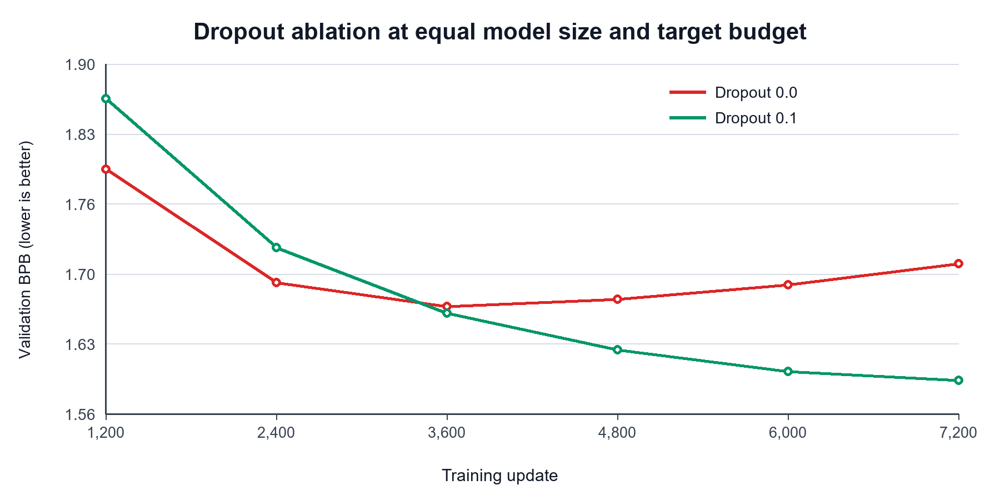 Dropout ablation at equal model size and target budget
1.90
1.83
1.76
1.70
1.63
1.56
Validation BPB (lower is better)
Dropout 0.0
Dropout 0.1
1,200 2,400 3,600 4,800 6,000 7,200
Training update